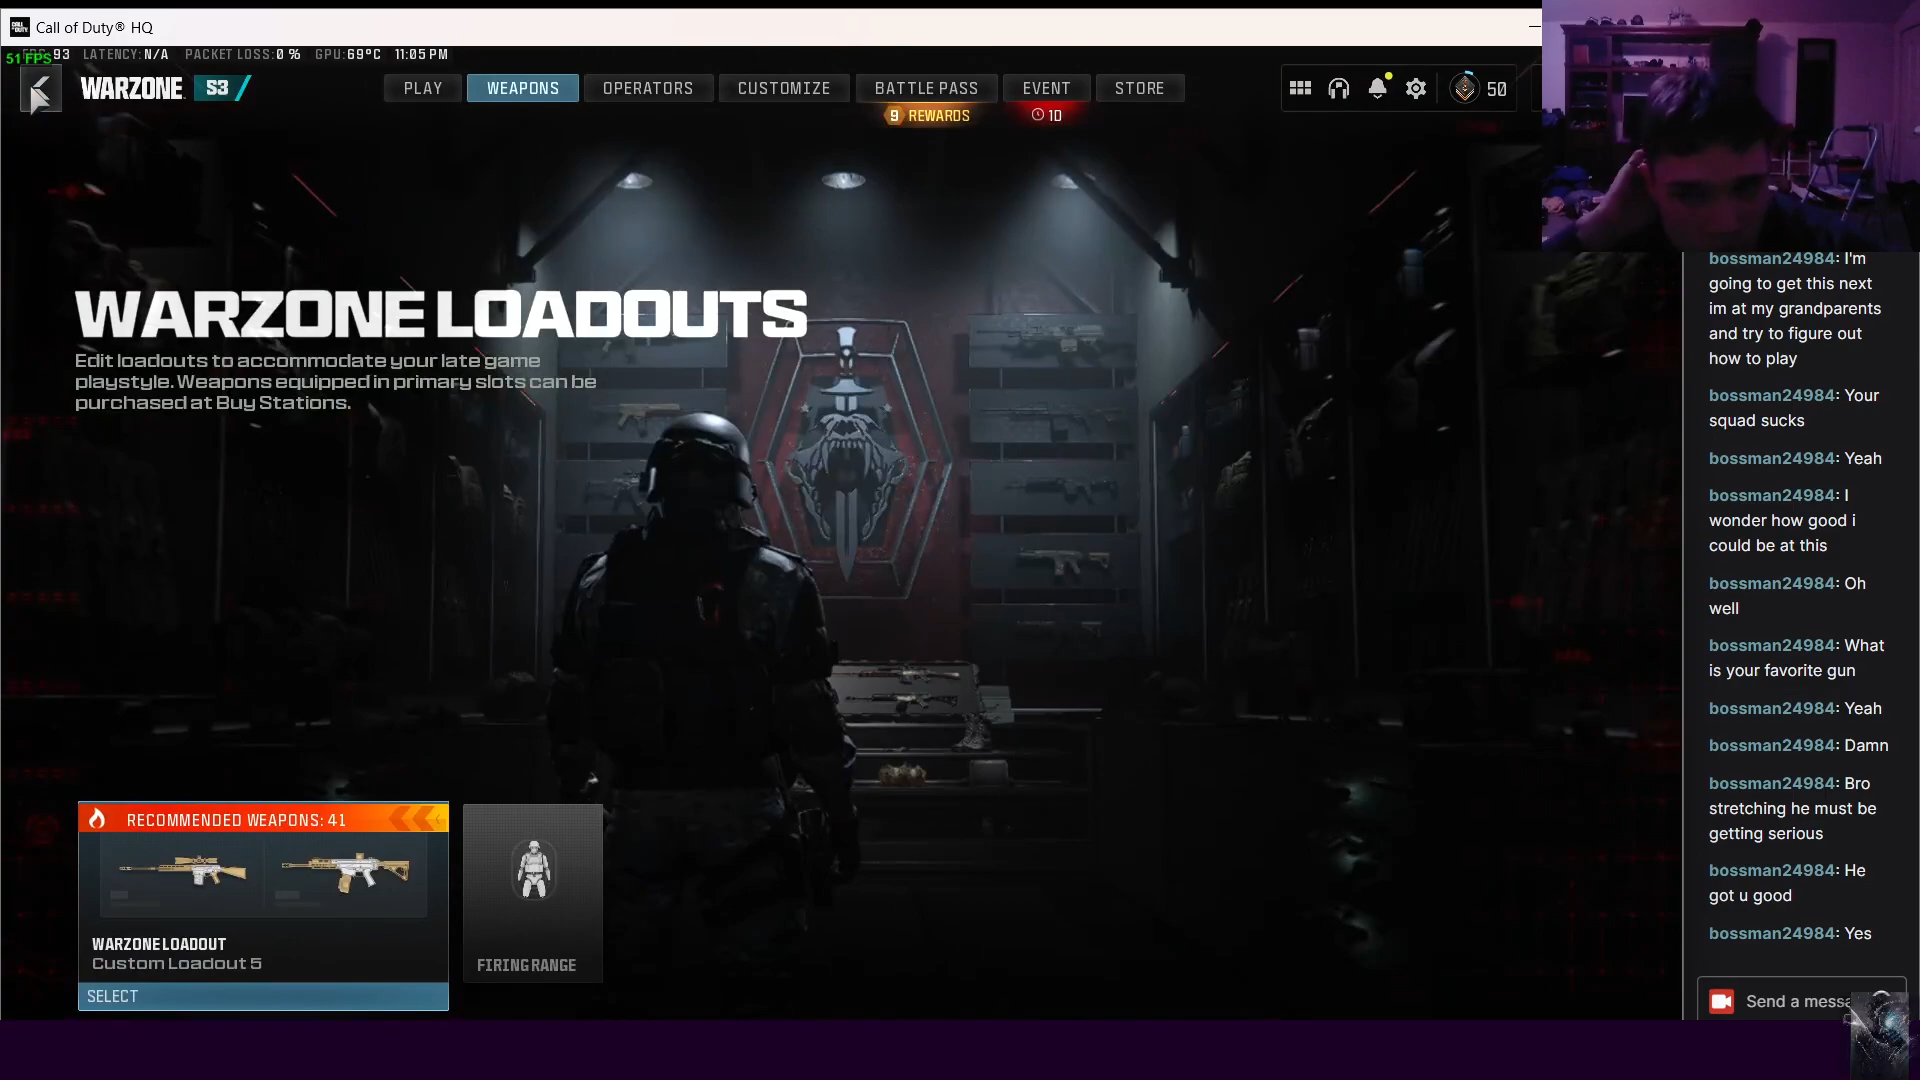 Call of Duty® HQ
51 FPS 93 LATENCY: N/A PACKET LOSS: 0 % GPU: 69°C 11:05 PM
WARZONE S3
PLAY WEAPONS OPERATORS CUSTOMIZE BATTLE PASS EVENT STORE
50
9 REWARDS
1D
WARZONE LOADOUTS
Edit loadouts to accommodate your late game
playstyle. Weapons equipped in primary slots can be
purchased at Buy Stations.
RECOMMENDED WEAPONS: 41
WARZONE LOADOUT
Custom Loadout 5
SELECT
FIRING RANGE
bossman24984: I'm
going to get this next
im at my grandparents
and try to figure out
how to play
bossman24984: Your
squad sucks
bossman24984: Yeah
bossman24984: I
wonder how good i
could be at this
bossman24984: Oh
well
bossman24984: What
is your favorite gun
bossman24984: Yeah
bossman24984: Damn
bossman24984: Bro
stretching he must be
getting serious
bossman24984: He
got u good
bossman24984: Yes
Send a messa